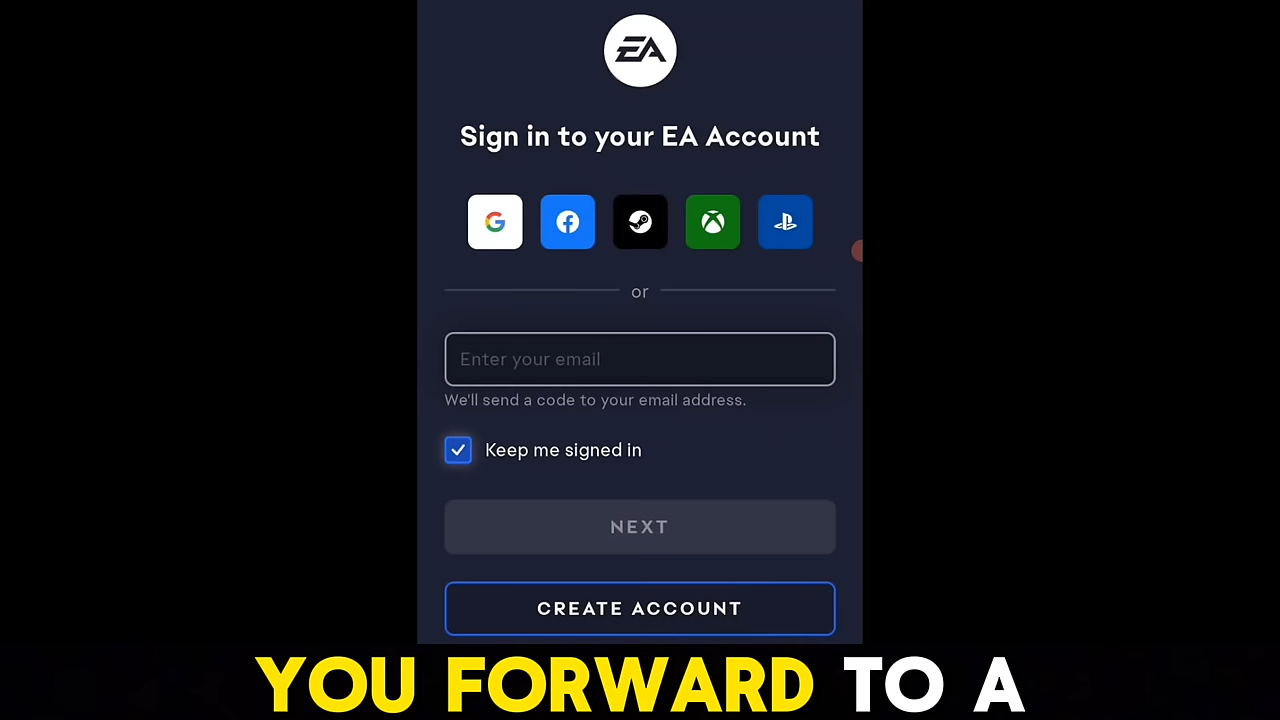 EA
Sign in to your EA Account
or
Enter your email
We'll send a code to your email address.
Keep me signed in
NEXT
CREATE ACCOUNT
YOU FORWARD TO A